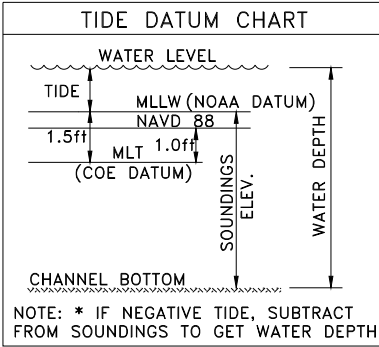 TIDE DATUM CHART
WATER LEVEL
TIDE
MLLW (NOAA DATUM)
NAVD 88
1.5ft
1.0ft
MLT
(COE DATUM)
SOUNDINGS
ELEV.
WATER DEPTH
CHANNEL BOTTOM
NOTE: * IF NEGATIVE TIDE, SUBTRACT
FROM SOUNDINGS TO GET WATER DEPTH